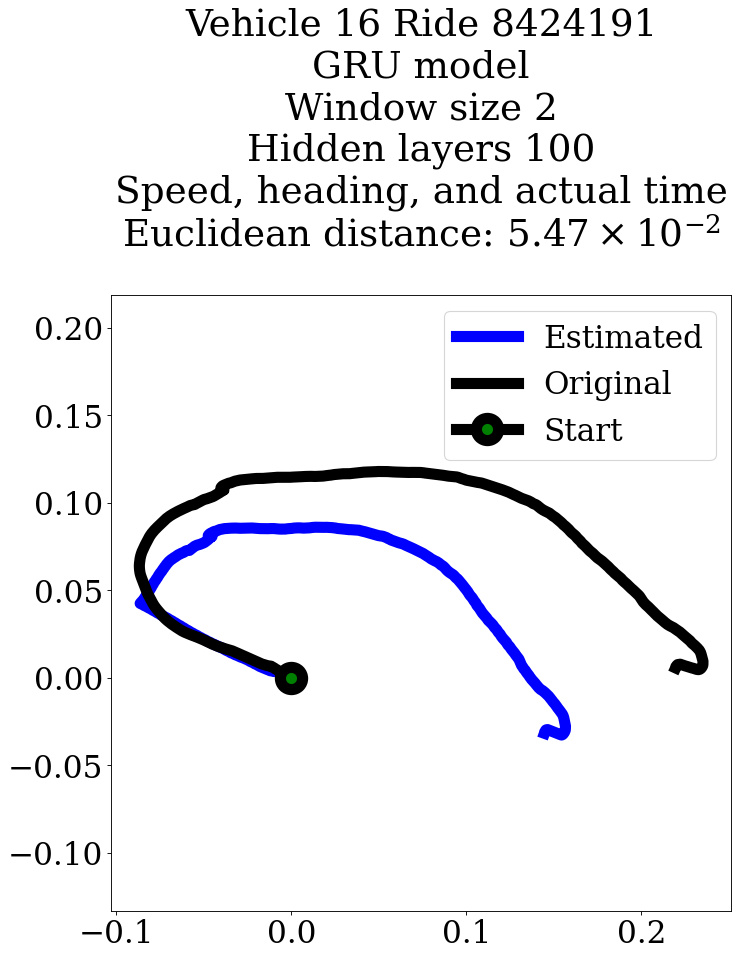 Vehicle 16 Ride 8424191
GRU model
Window size 2
Hidden layers 100
Speed, heading, and actual time
Euclidean distance: 5.47 × 10⁻²
Estimated
Original
Start
0.20
0.15
0.10
0.05
0.00
−0.05
−0.10
−0.1 0.0 0.1 0.2